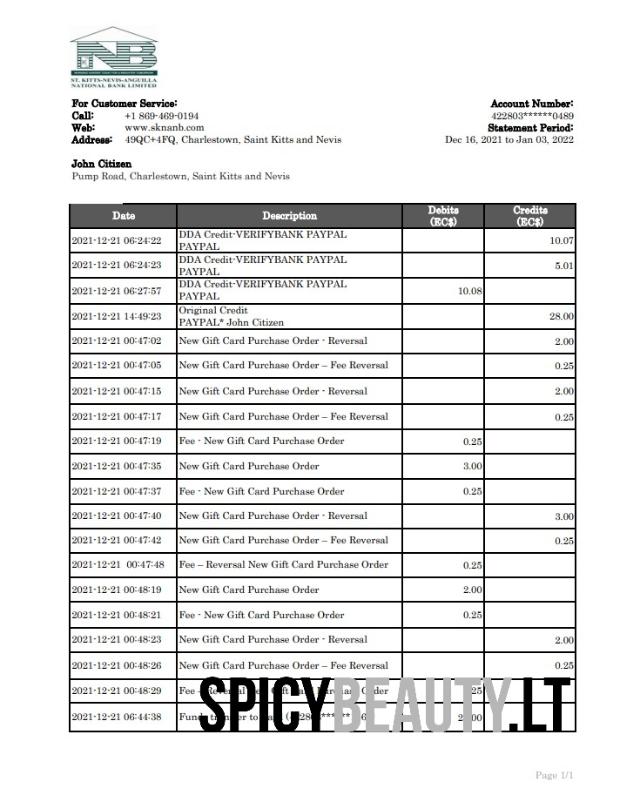 ST. KITTS-NEVIS-ANGUILLA
NATIONAL BANK LIMITED
For Customer Service:
Call: +1 869-469-0194
Web: www.sknanb.com
Address: 49QC+4FQ, Charlestown, Saint Kitts and Nevis
Account Number:
422803******0489
Statement Period:
Dec 16, 2021 to Jan 03, 2022
John Citizen
Pump Road, Charlestown, Saint Kitts and Nevis
Date Description Debits (EC$) Credits (EC$)
2021-12-21 06:24:22 DDA Credit-VERIFYBANK PAYPAL PAYPAL 10.07
2021-12-21 06:24:23 DDA Credit-VERIFYBANK PAYPAL PAYPAL 5.01
2021-12-21 06:27:57 DDA Credit-VERIFYBANK PAYPAL PAYPAL 10.08
2021-12-21 14:49:23 Original Credit PAYPAL* John Citizen 28.00
2021-12-21 00:47:02 New Gift Card Purchase Order - Reversal 2.00
2021-12-21 00:47:05 New Gift Card Purchase Order – Fee Reversal 0.25
2021-12-21 00:47:15 New Gift Card Purchase Order - Reversal 2.00
2021-12-21 00:47:17 New Gift Card Purchase Order – Fee Reversal 0.25
2021-12-21 00:47:19 Fee - New Gift Card Purchase Order 0.25
2021-12-21 00:47:35 New Gift Card Purchase Order 3.00
2021-12-21 00:47:37 Fee - New Gift Card Purchase Order 0.25
2021-12-21 00:47:40 New Gift Card Purchase Order - Reversal 3.00
2021-12-21 00:47:42 New Gift Card Purchase Order – Fee Reversal 0.25
2021-12-21 00:47:48 Fee – Reversal New Gift Card Purchase Order 0.25
2021-12-21 00:48:19 New Gift Card Purchase Order 2.00
2021-12-21 00:48:21 Fee - New Gift Card Purchase Order 0.25
2021-12-21 00:48:23 New Gift Card Purchase Order - Reversal 2.00
2021-12-21 00:48:26 New Gift Card Purchase Order – Fee Reversal 0.25
2021-12-21 00:48:29 Fee Order
2021-12-21 06:44:38
SPICYBEAUTY.LT
Page 1/1